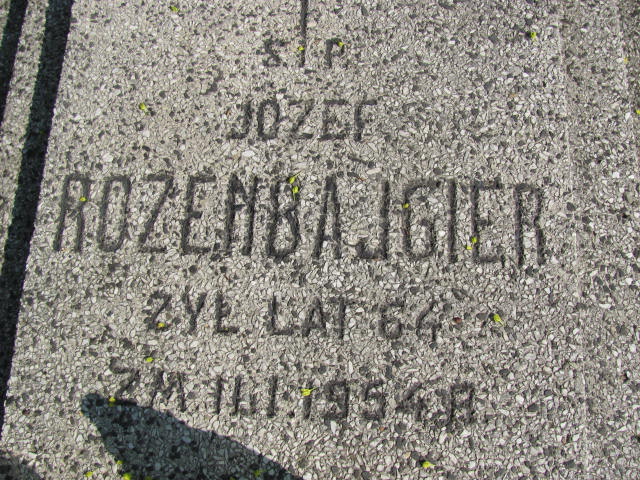 Ś P
JÓZEF
ROZENBAJGIER
ŻYŁ LAT 64
ZM 11.I.1954 R.